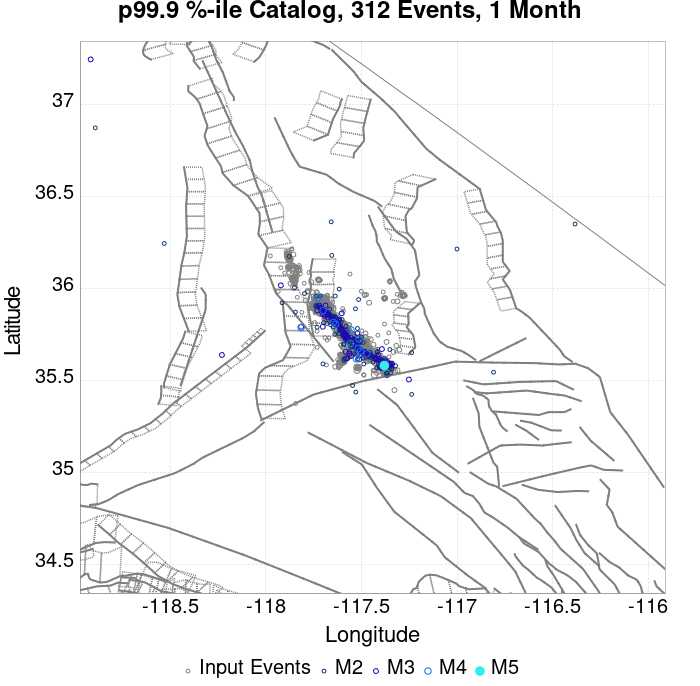 p99.9 %-ile Catalog, 312 Events, 1 Month
Latitude
37
36.5
36
35.5
35
34.5
-118.5 -118 -117.5 -117 -116.5 -116
Longitude
Input Events M2 M3 M4 M5